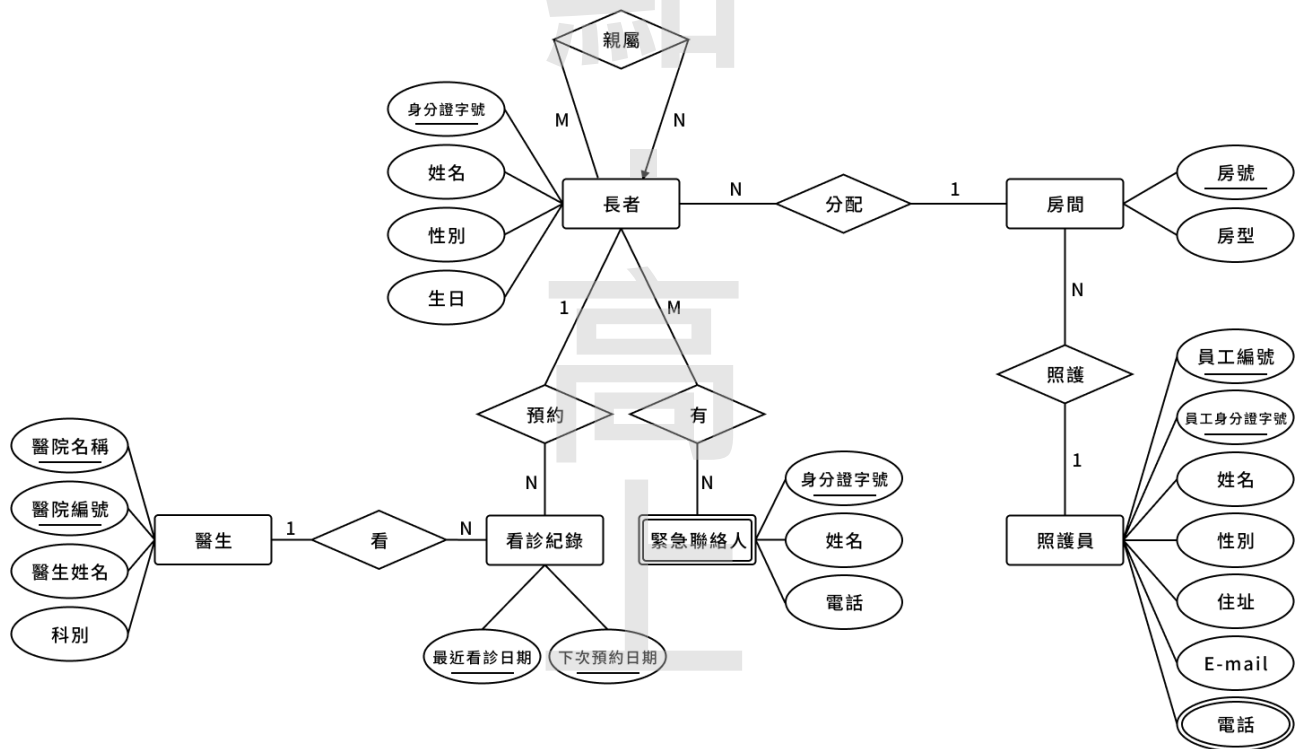 親屬
M
N
身分證字號
姓名
性別
生日
長者
N
分配
1
房間
房號
房型
1
M
N
預約
有
照護
N
N
1
醫院名稱
醫院編號
醫生姓名
科別
醫生
1
看
N
看診紀錄
最近看診日期
下次預約日期
緊急聯絡人
身分證字號
姓名
電話
照護員
員工編號
員工身分證字號
姓名
性別
住址
E-mail
電話
高
上